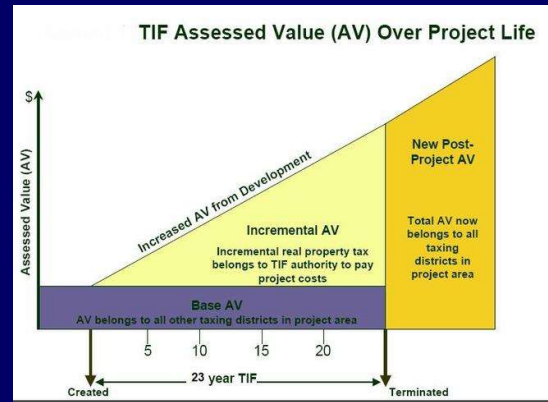 TIF Assessed Value (AV) Over Project Life
$
Assessed Value (AV)
Increased AV from Development
New Post-
Project AV
Incremental AV
Incremental real property tax
belongs to TIF authority to pay
project costs
Total AV now
belongs to all
taxing
districts in
project area
Base AV
AV belongs to all other taxing districts in project area
5 10 15 20
23 year TIF
Created
Terminated